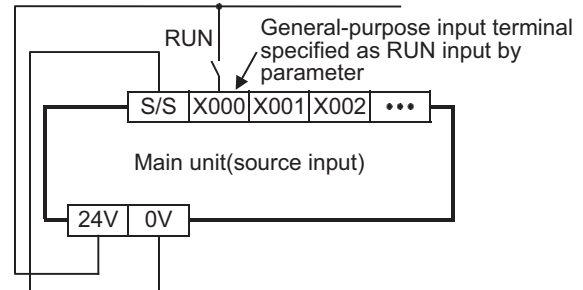 RUN
General-purpose input terminal
specified as RUN input by
parameter
S/S X000 X001 X002 •••
Main unit(source input)
24V 0V